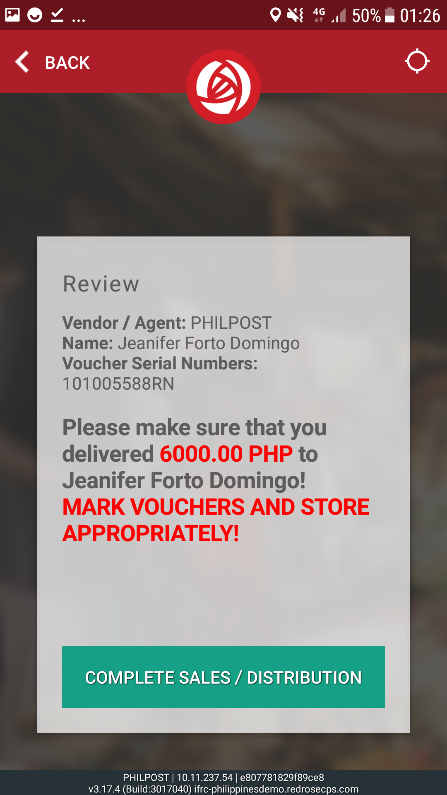 ... 4G 50% 01:26
BACK
Review
Vendor / Agent: PHILPOST
Name: Jeanifer Forto Domingo
Voucher Serial Numbers:
101005588RN
Please make sure that you
delivered 6000.00 PHP to
Jeanifer Forto Domingo!
MARK VOUCHERS AND STORE
APPROPRIATELY!
COMPLETE SALES / DISTRIBUTION
PHILPOST | 10.11.237.54 | e807781829f89ce8
v3.17.4 (Build:3017040) ifrc-philippinesdemo.redrosecps.com